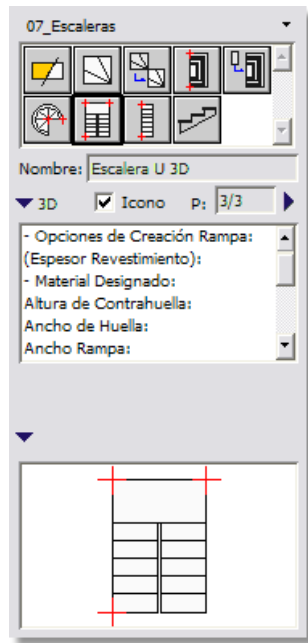 07_Escaleras
Nombre: Escalera U 3D
3D Icono P: 3/3
- Opciones de Creación Rampa:
(Espesor Revestimiento):
- Material Designado:
Altura de Contrahuella:
Ancho de Huella:
Ancho Rampa: